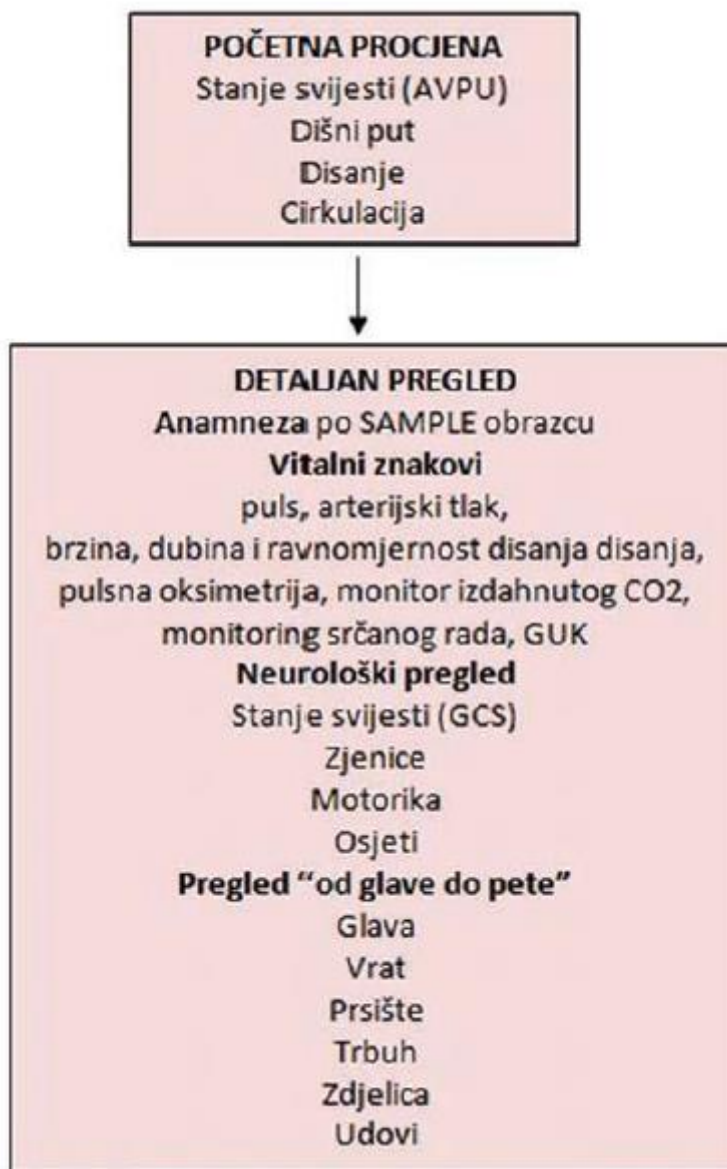 POČETNA PROCJENA
Stanje svijesti (AVPU)
Dišni put
Disanje
Cirkulacija
DETALJAN PREGLED
Anamneza po SAMPLE obrazcu
Vitalni znakovi
puls, arterijski tlak,
brzina, dubina i ravnomjernost disanja disanja,
pulsna oksimetrija, monitor izdahnutog CO2,
monitoring srčanog rada, GUK
Neurološki pregled
Stanje svijesti (GCS)
Zjenice
Motorika
Osjeti
Pregled “od glave do pete”
Glava
Vrat
Prsište
Trbuh
Zdjelica
Udovi